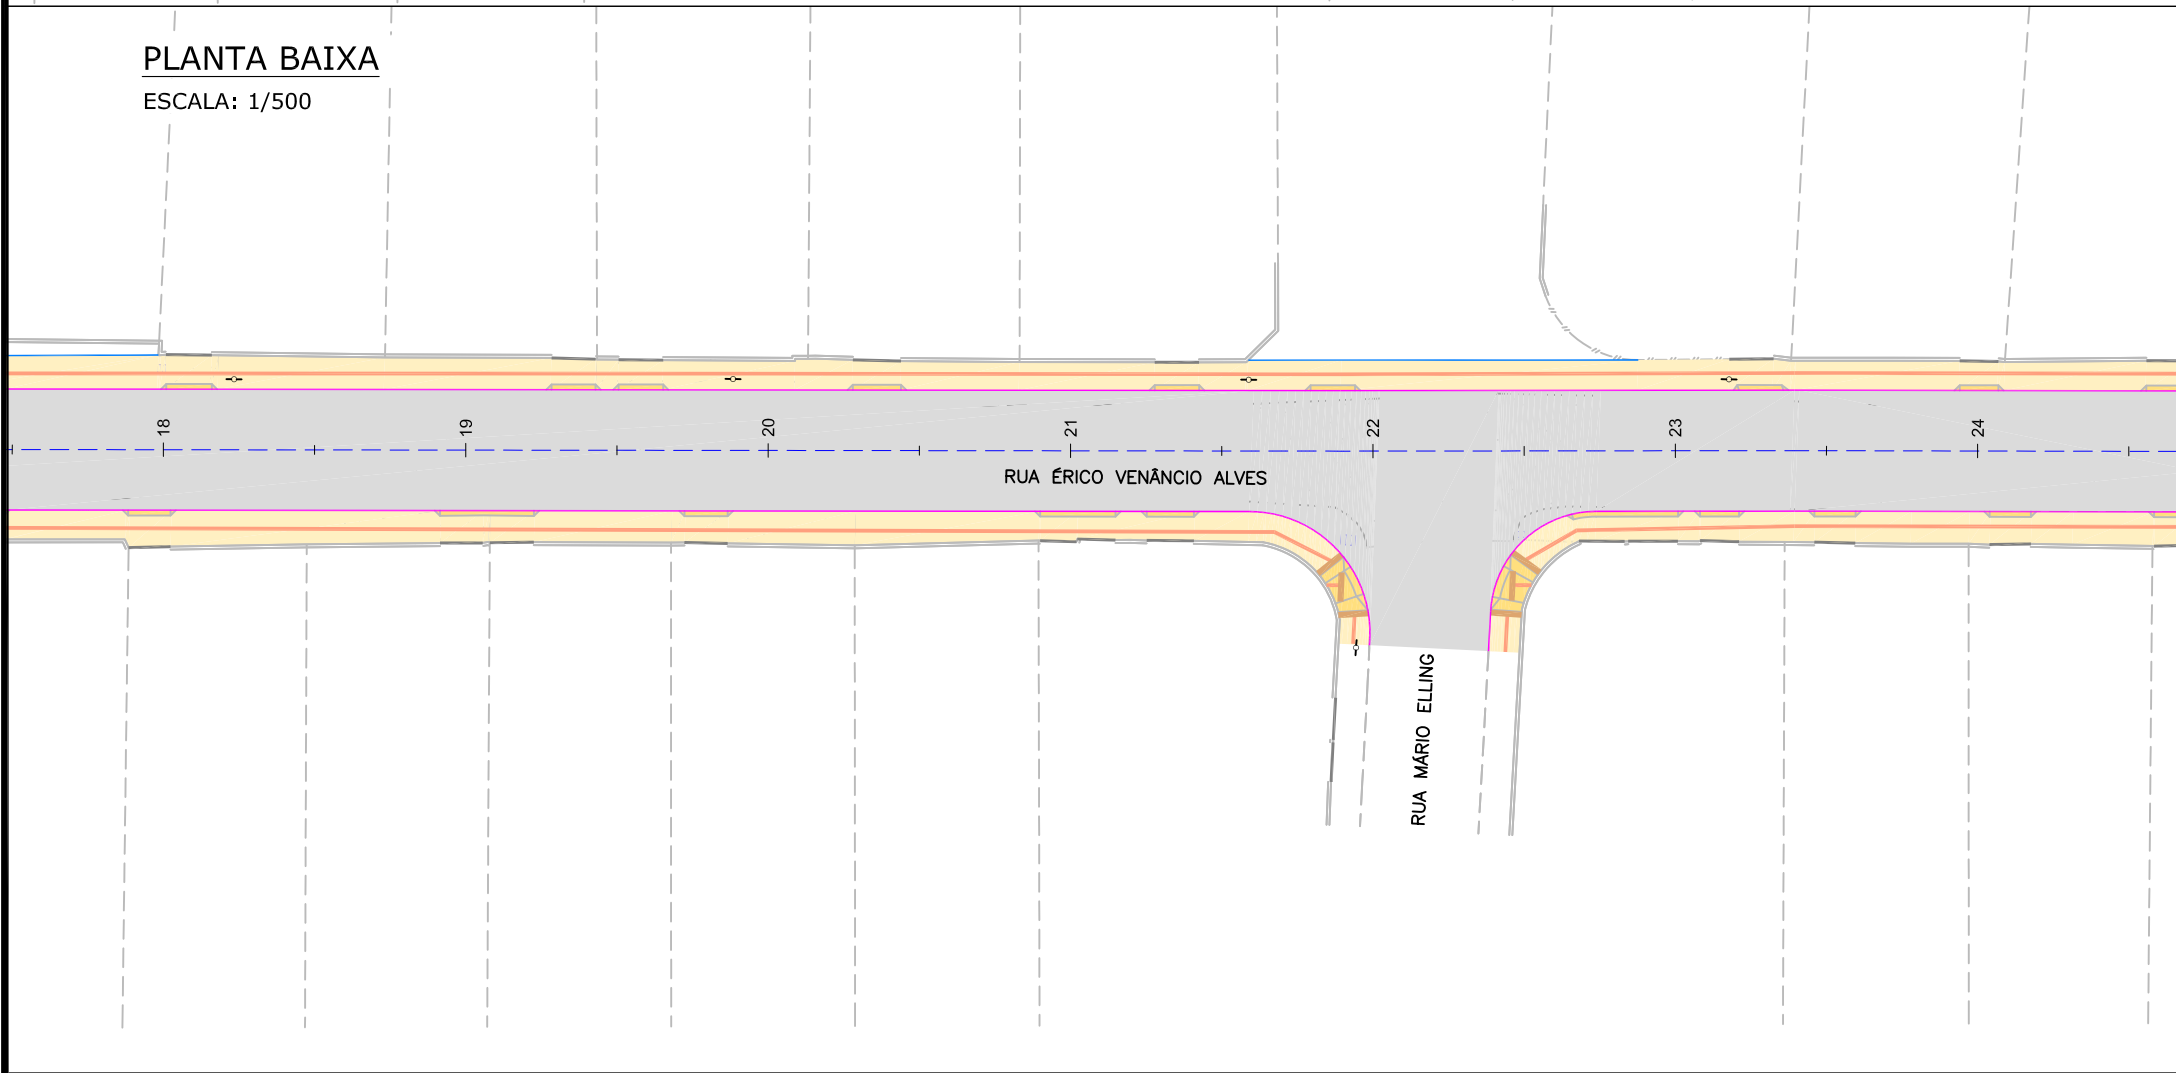 PLANTA BAIXA
ESCALA: 1/500
18
19
20
21
22
23
24
RUA ÉRICO VENÂNCIO ALVES
RUA MÁRIO ELLING